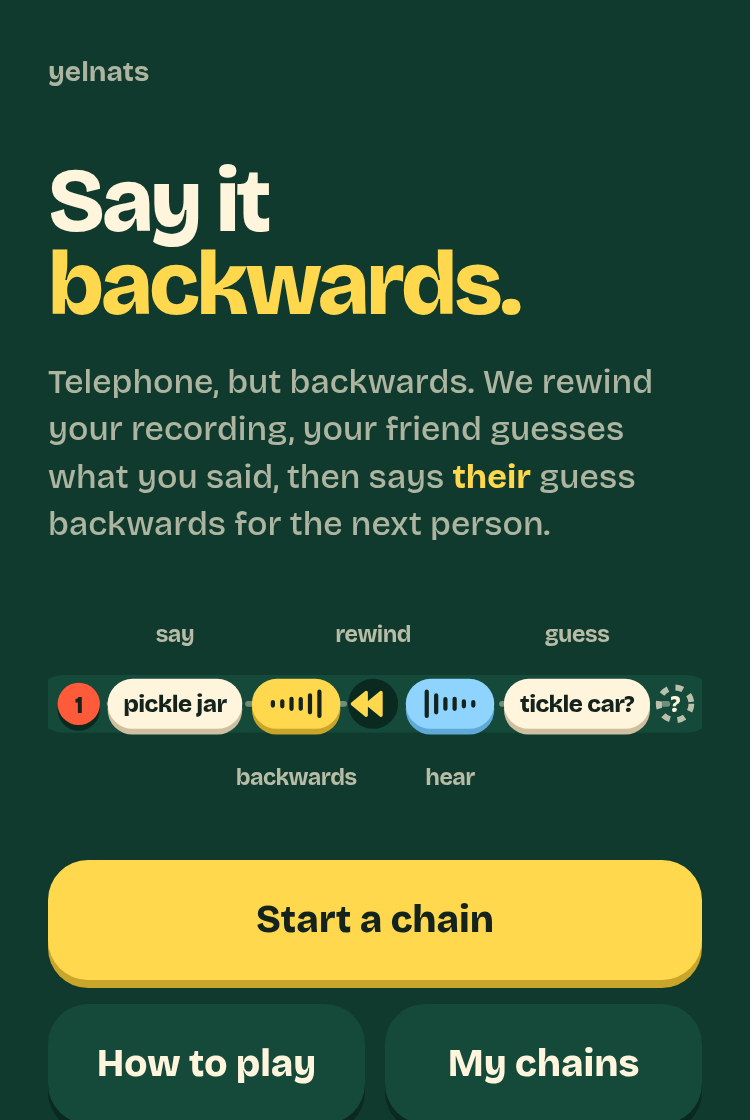 yelnats
Say it
backwards.
Telephone, but backwards. We rewind
your recording, your friend guesses
what you said, then says their guess
backwards for the next person.
say rewind guess
1 pickle jar tickle car? ?
backwards hear
Start a chain
How to play My chains